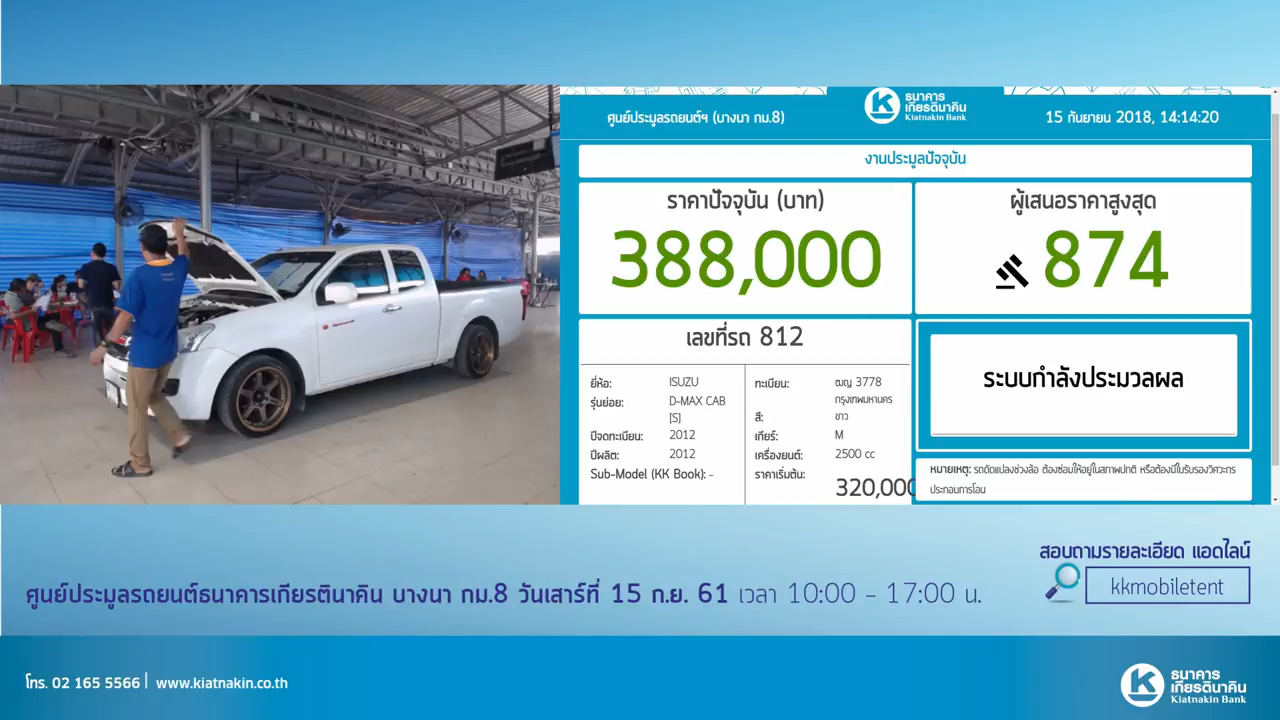 ศูนย์ประมูลรถยนต์ฯ (บางนา กม.8)
ธนาคาร
เกียรตินาคิน
Kiatnakin Bank
15 กันยายน 2018, 14:14:20
งานประมูลปัจจุบัน
ราคาปัจจุบัน (บาท)
388,000
ผู้เสนอราคาสูงสุด
874
เลขที่รถ 812
ยี่ห้อ: ISUZU
รุ่นย่อย: D-MAX CAB
[S]
ปีจดทะเบียน: 2012
ปีผลิต: 2012
Sub-Model (KK Book): -
ทะเบียน: ฒญ 3778
กรุงเทพมหานคร
สี: ขาว
เกียร์: M
เครื่องยนต์: 2500 cc
ราคาเริ่มต้น:
320,000
ระบบกำลังประมวลผล
หมายเหตุ: รถดัดแปลงช่วงล้อ ต้องซ่อมให้อยู่ในสภาพปกติ หรือต้องมีใบรับรองวิศวะกร
ประกอบการโอน
สอบถามรายละเอียด แอดไลน์
kkmobiletent
ศูนย์ประมูลรถยนต์ธนาคารเกียรตินาคิน บางนา กม.8 วันเสาร์ที่ 15 ก.ย. 61 เวลา 10:00 - 17:00 น.
โทร. 02 165 5566 | www.kiatnakin.co.th
ธนาคาร
เกียรตินาคิน
Kiatnakin Bank